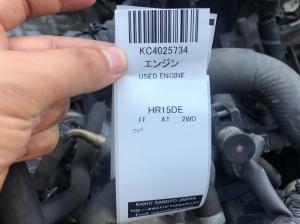 KC4025734
エンジン
USED ENGINE
HR15DE
FF AT 2WD
CVT
KAIHO SANGYO JAPAN